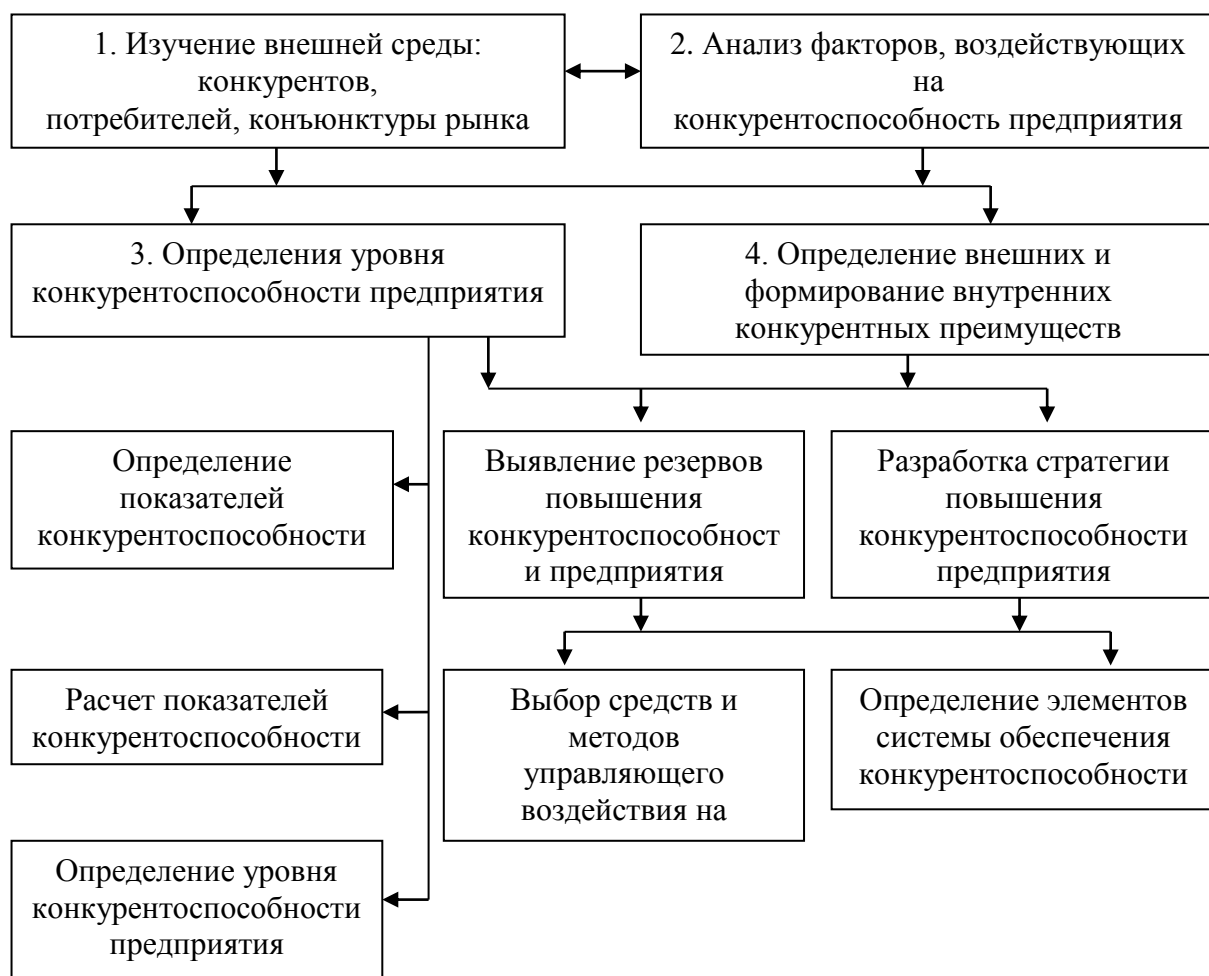 1. Изучение внешней среды:
конкурентов,
потребителей, конъюнктуры рынка
2. Анализ факторов, воздействующих
на
конкурентоспособность предприятия
3. Определения уровня
конкурентоспособности предприятия
4. Определение внешних и
формирование внутренних
конкурентных преимуществ
Определение
показателей
конкурентоспособности
Выявление резервов
повышения
конкурентоспособност
и предприятия
Разработка стратегии
повышения
конкурентоспособности
предприятия
Расчет показателей
конкурентоспособности
Выбор средств и
методов
управляющего
воздействия на
Определение элементов
системы обеспечения
конкурентоспособности
Определение уровня
конкурентоспособности
предприятия